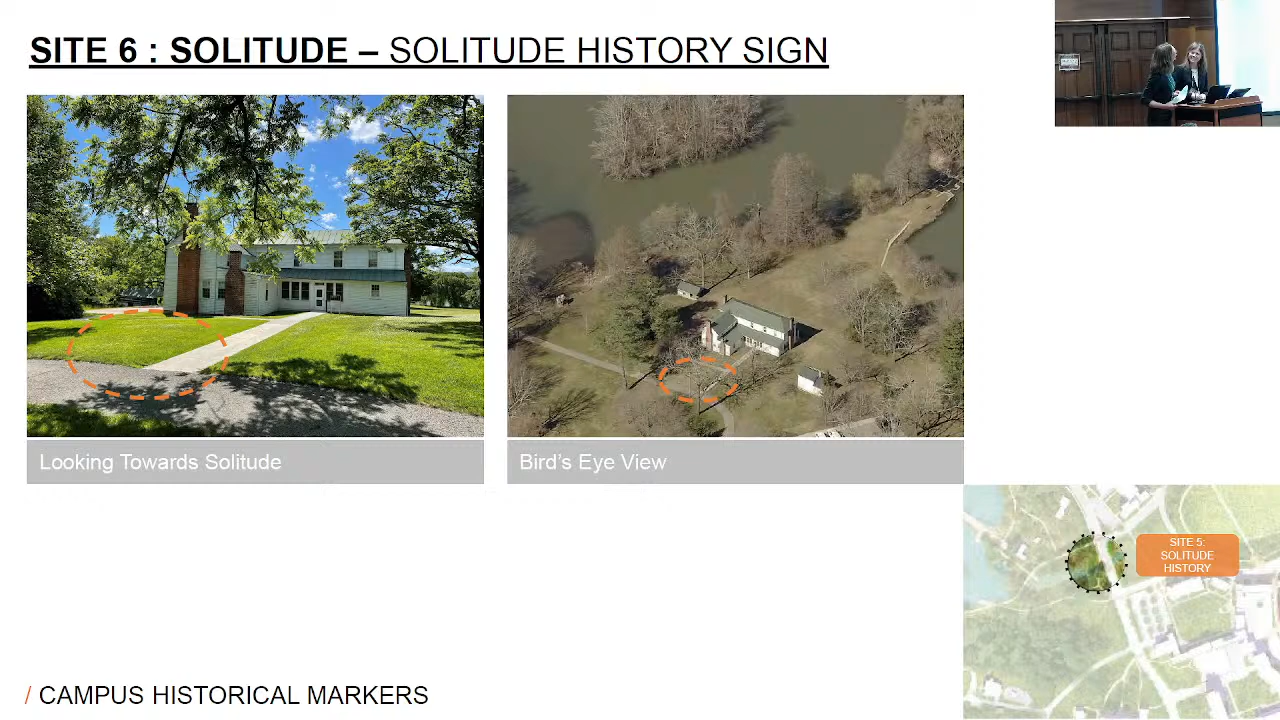 SITE 6 : SOLITUDE – SOLITUDE HISTORY SIGN
Looking Towards Solitude
Bird's Eye View
SITE 5:
SOLITUDE
HISTORY
/ CAMPUS HISTORICAL MARKERS